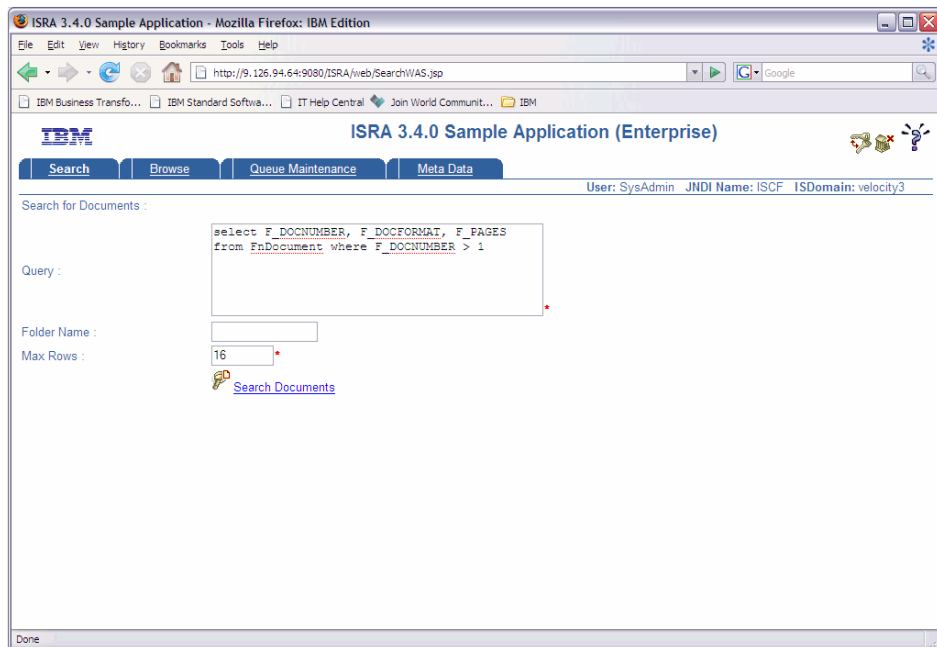 ISRA 3.4.0 Sample Application - Mozilla Firefox: IBM Edition
File Edit View History Bookmarks Tools Help
http://9.126.94.64:9080/ISRA/web/SearchWAS.jsp
G Google
IBM Business Transfo... IBM Standard Softwa... IT Help Central Join World Communit... IBM
IBM
ISRA 3.4.0 Sample Application (Enterprise)
Search Browse Queue Maintenance Meta Data
User: SysAdmin JNDI Name: ISCF ISDomain: velocity3
Search for Documents :
Query :
select F_DOCNUMBER, F_DOCFORMAT, F_PAGES
from FnDocument where F_DOCNUMBER > 1
*
Folder Name :
Max Rows : 16 *
Search Documents
Done